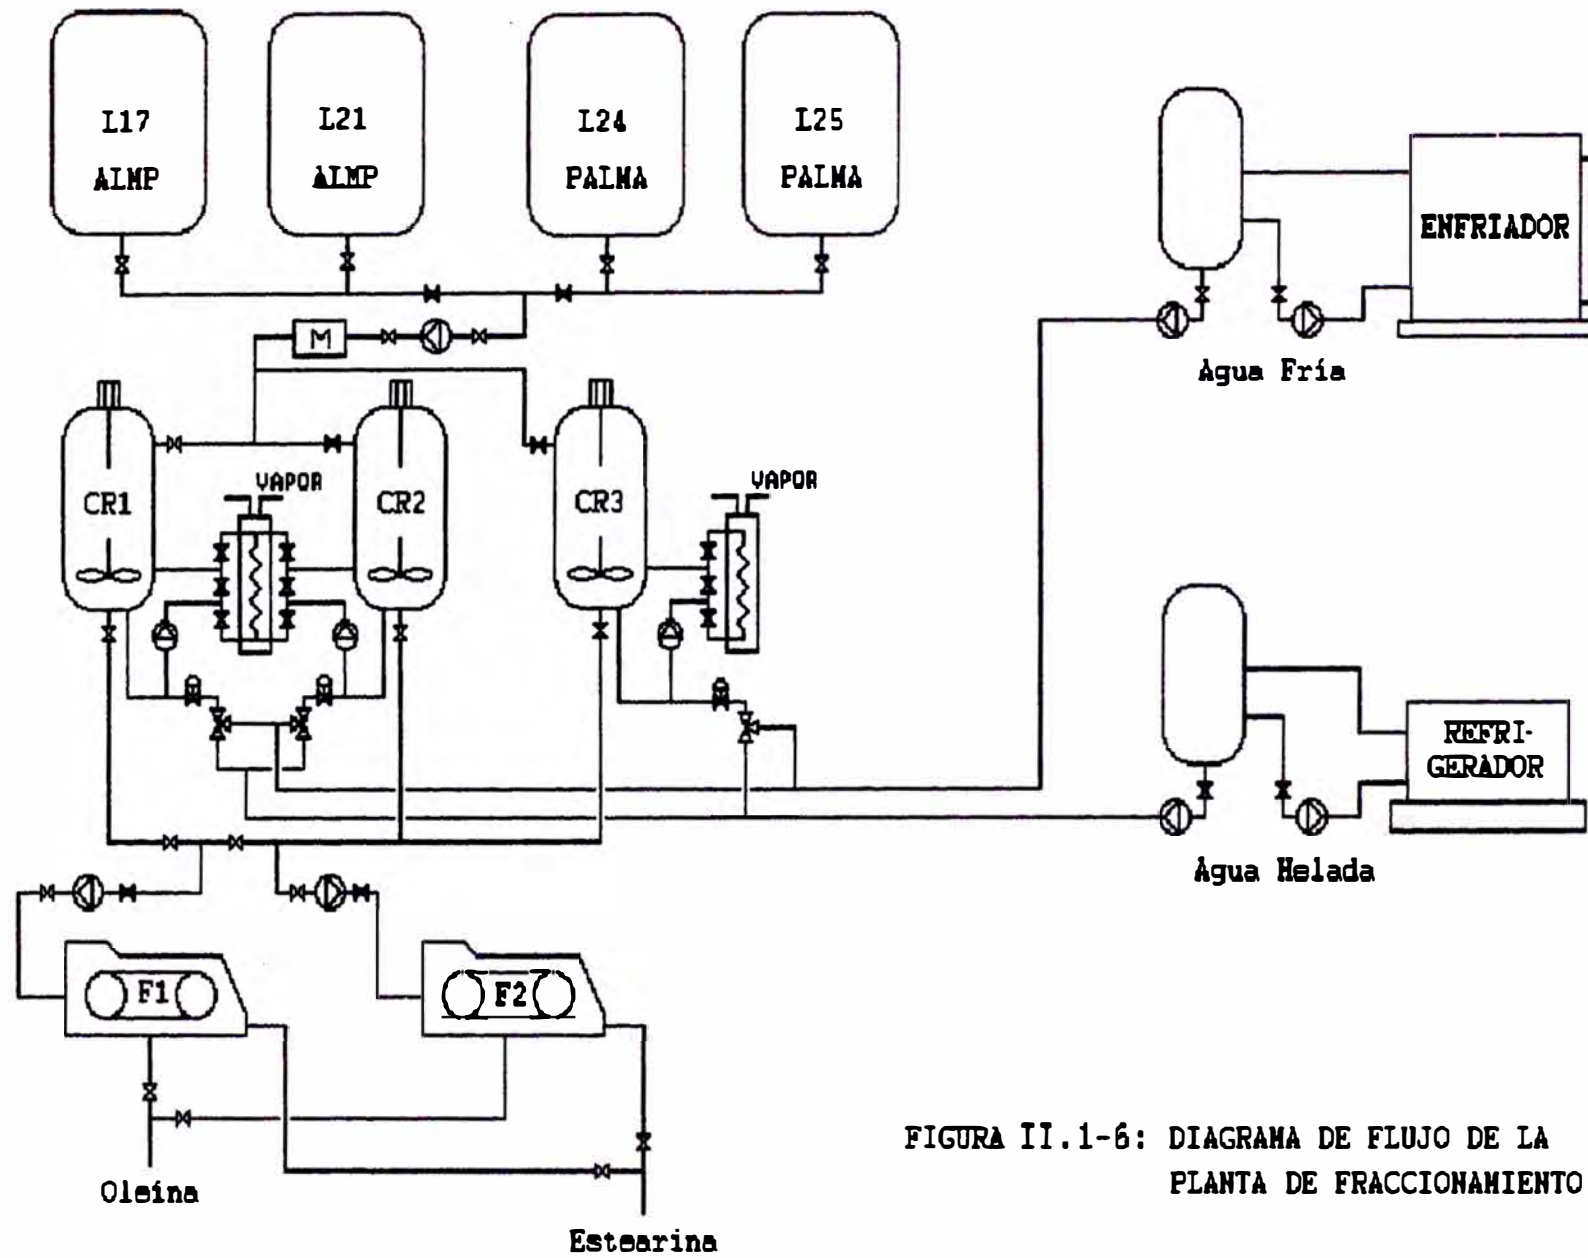 L17
ALMP
L21
ALMP
L24
PALMA
L25
PALMA
ENFRIADOR
Agua Fría
M
CR1
VAPOR
CR2
CR3
VAPOR
REFRI-
GERADOR
Agua Helada
F1
F2
Oleína
Estearina
FIGURA II.1-6: DIAGRAMA DE FLUJO DE LA
PLANTA DE FRACCIONAMIENTO